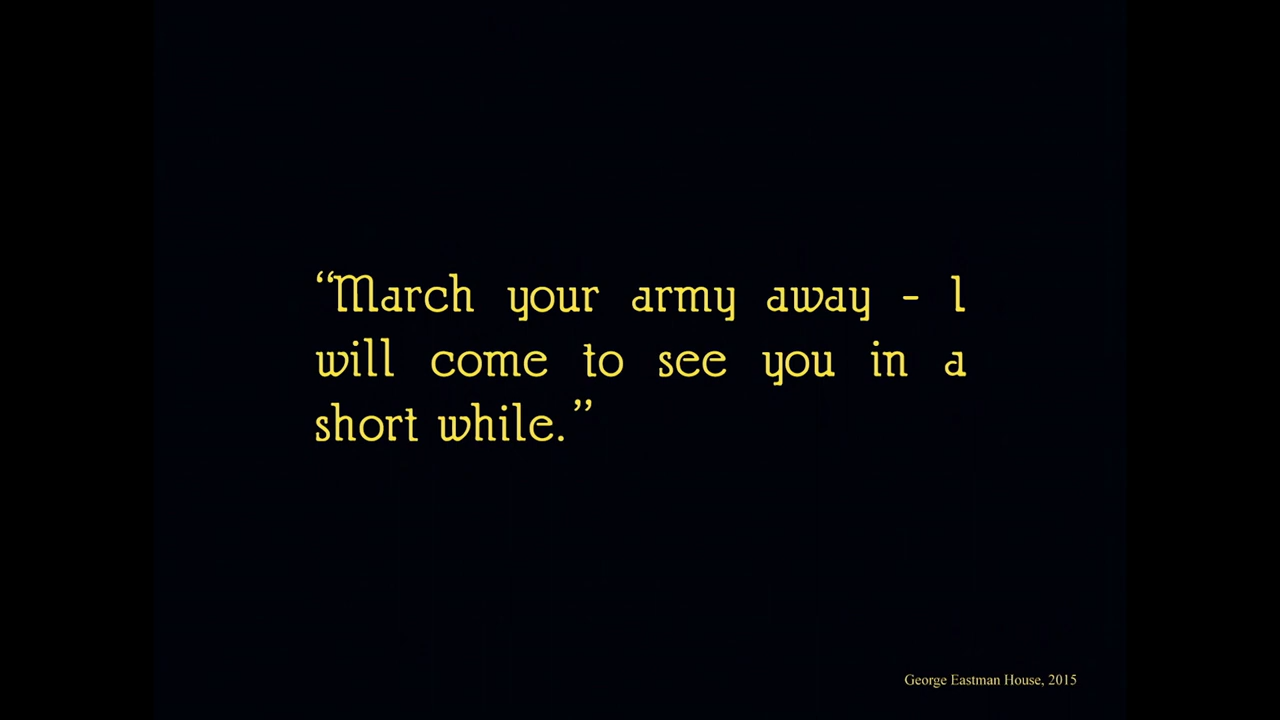 “March your army away - I
will come to see you in a
short while.”
George Eastman House, 2015